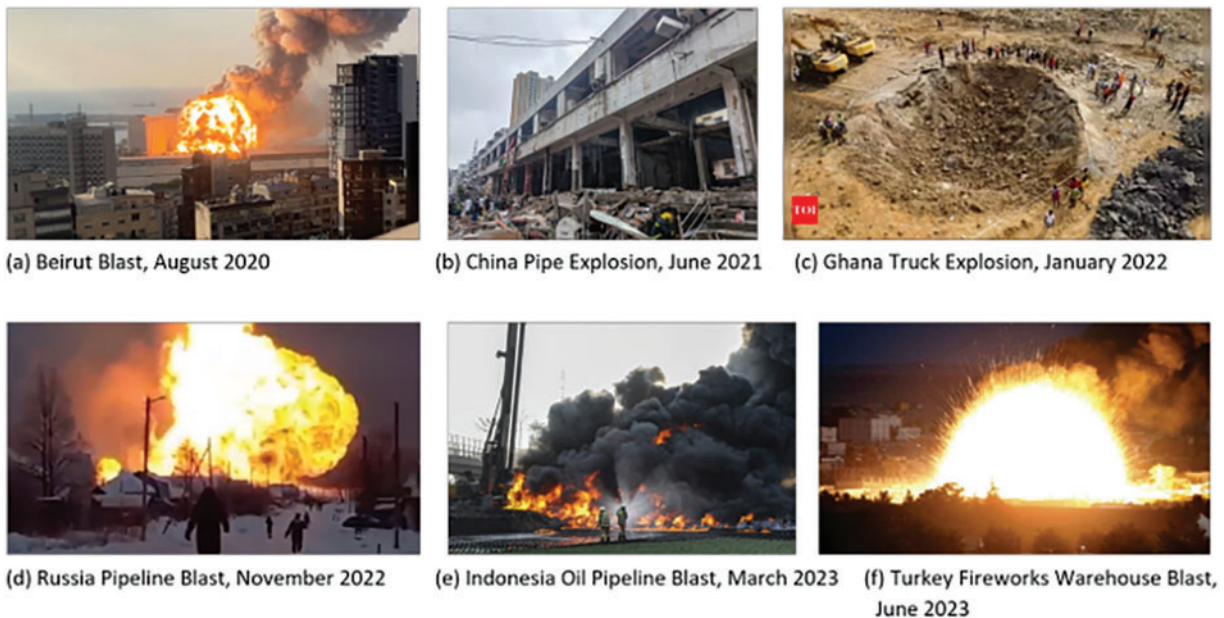 TOI
(a) Beirut Blast, August 2020
(b) China Pipe Explosion, June 2021
(c) Ghana Truck Explosion, January 2022
(d) Russia Pipeline Blast, November 2022
(e) Indonesia Oil Pipeline Blast, March 2023
(f) Turkey Fireworks Warehouse Blast,
June 2023